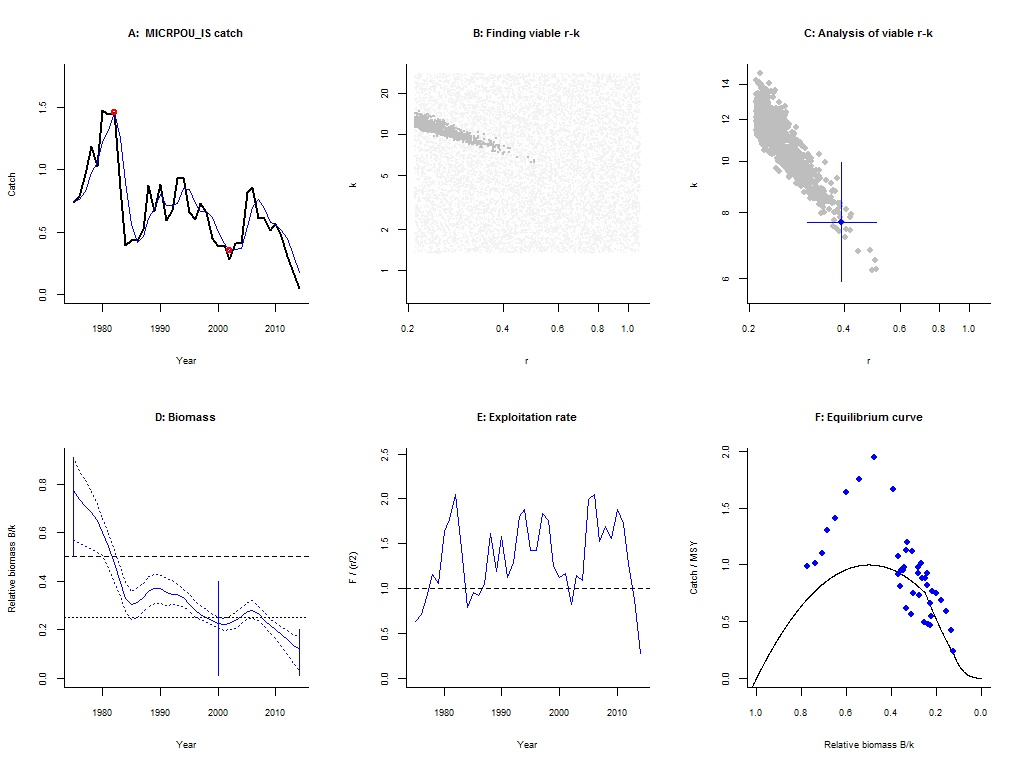 A:  MICRPOU_IS catch
Catch
0.0 0.5 1.0 1.5
1980 1990 2000 2010
Year
B: Finding viable r-k
k
1 2 5 10 20
0.2 0.4 0.6 0.8 1.0
r
C: Analysis of viable r-k
k
6 8 10 12 14
0.2 0.4 0.6 0.8 1.0
r
D: Biomass
Relative biomass B/k
0.0 0.2 0.4 0.6 0.8
1980 1990 2000 2010
Year
E: Exploitation rate
F / (r/2)
0.0 0.5 1.0 1.5 2.0 2.5
1980 1990 2000 2010
Year
F: Equilibrium curve
Catch / MSY
0.0 0.5 1.0 1.5 2.0
1.0 0.8 0.6 0.4 0.2 0.0
Relative biomass B/k